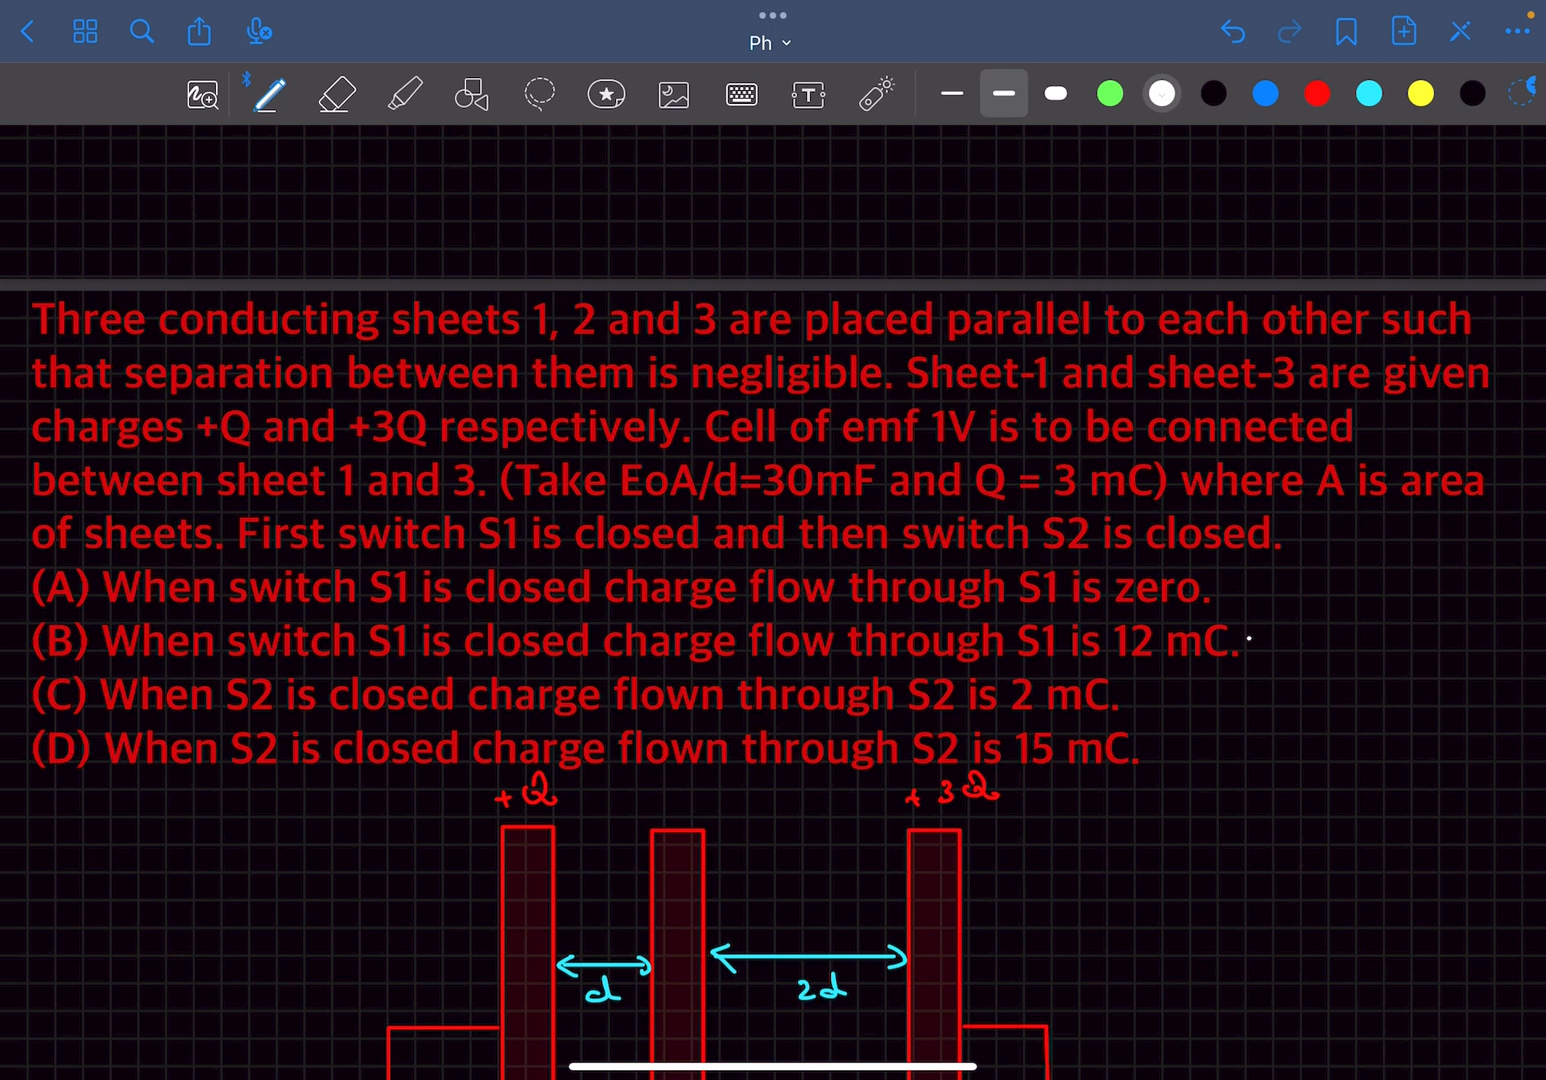 Ph
T
Three conducting sheets 1, 2 and 3 are placed parallel to each other such
that separation between them is negligible. Sheet-1 and sheet-3 are given
charges +Q and +3Q respectively. Cell of emf 1V is to be connected
between sheet 1 and 3. (Take EoA/d=30mF and Q = 3 mC) where A is area
of sheets. First switch S1 is closed and then switch S2 is closed.
(A) When switch S1 is closed charge flow through S1 is zero.
(B) When switch S1 is closed charge flow through S1 is 12 mC.
(C) When S2 is closed charge flown through S2 is 2 mC.
(D) When S2 is closed charge flown through S2 is 15 mC.
+Q +3Q
d 2d